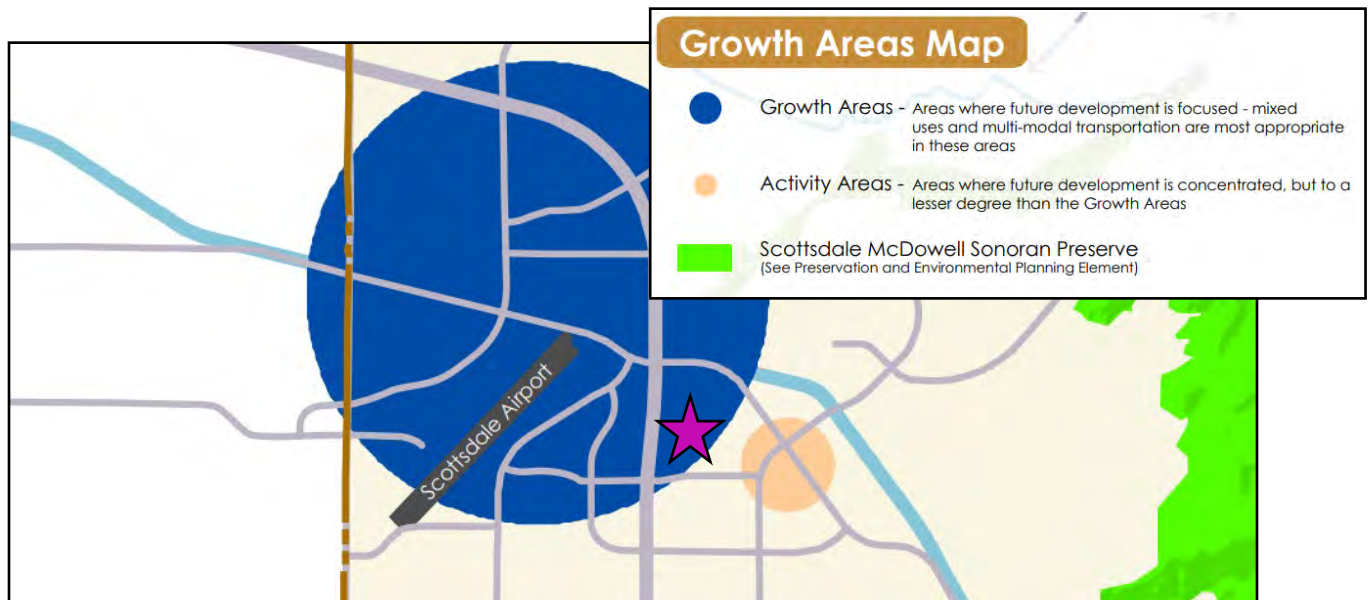 Growth Areas Map
Growth Areas - Areas where future development is focused - mixed
uses and multi-modal transportation are most appropriate
in these areas
Activity Areas - Areas where future development is concentrated, but to a
lesser degree than the Growth Areas
Scottsdale McDowell Sonoran Preserve
(See Preservation and Environmental Planning Element)
Scottsdale Airport